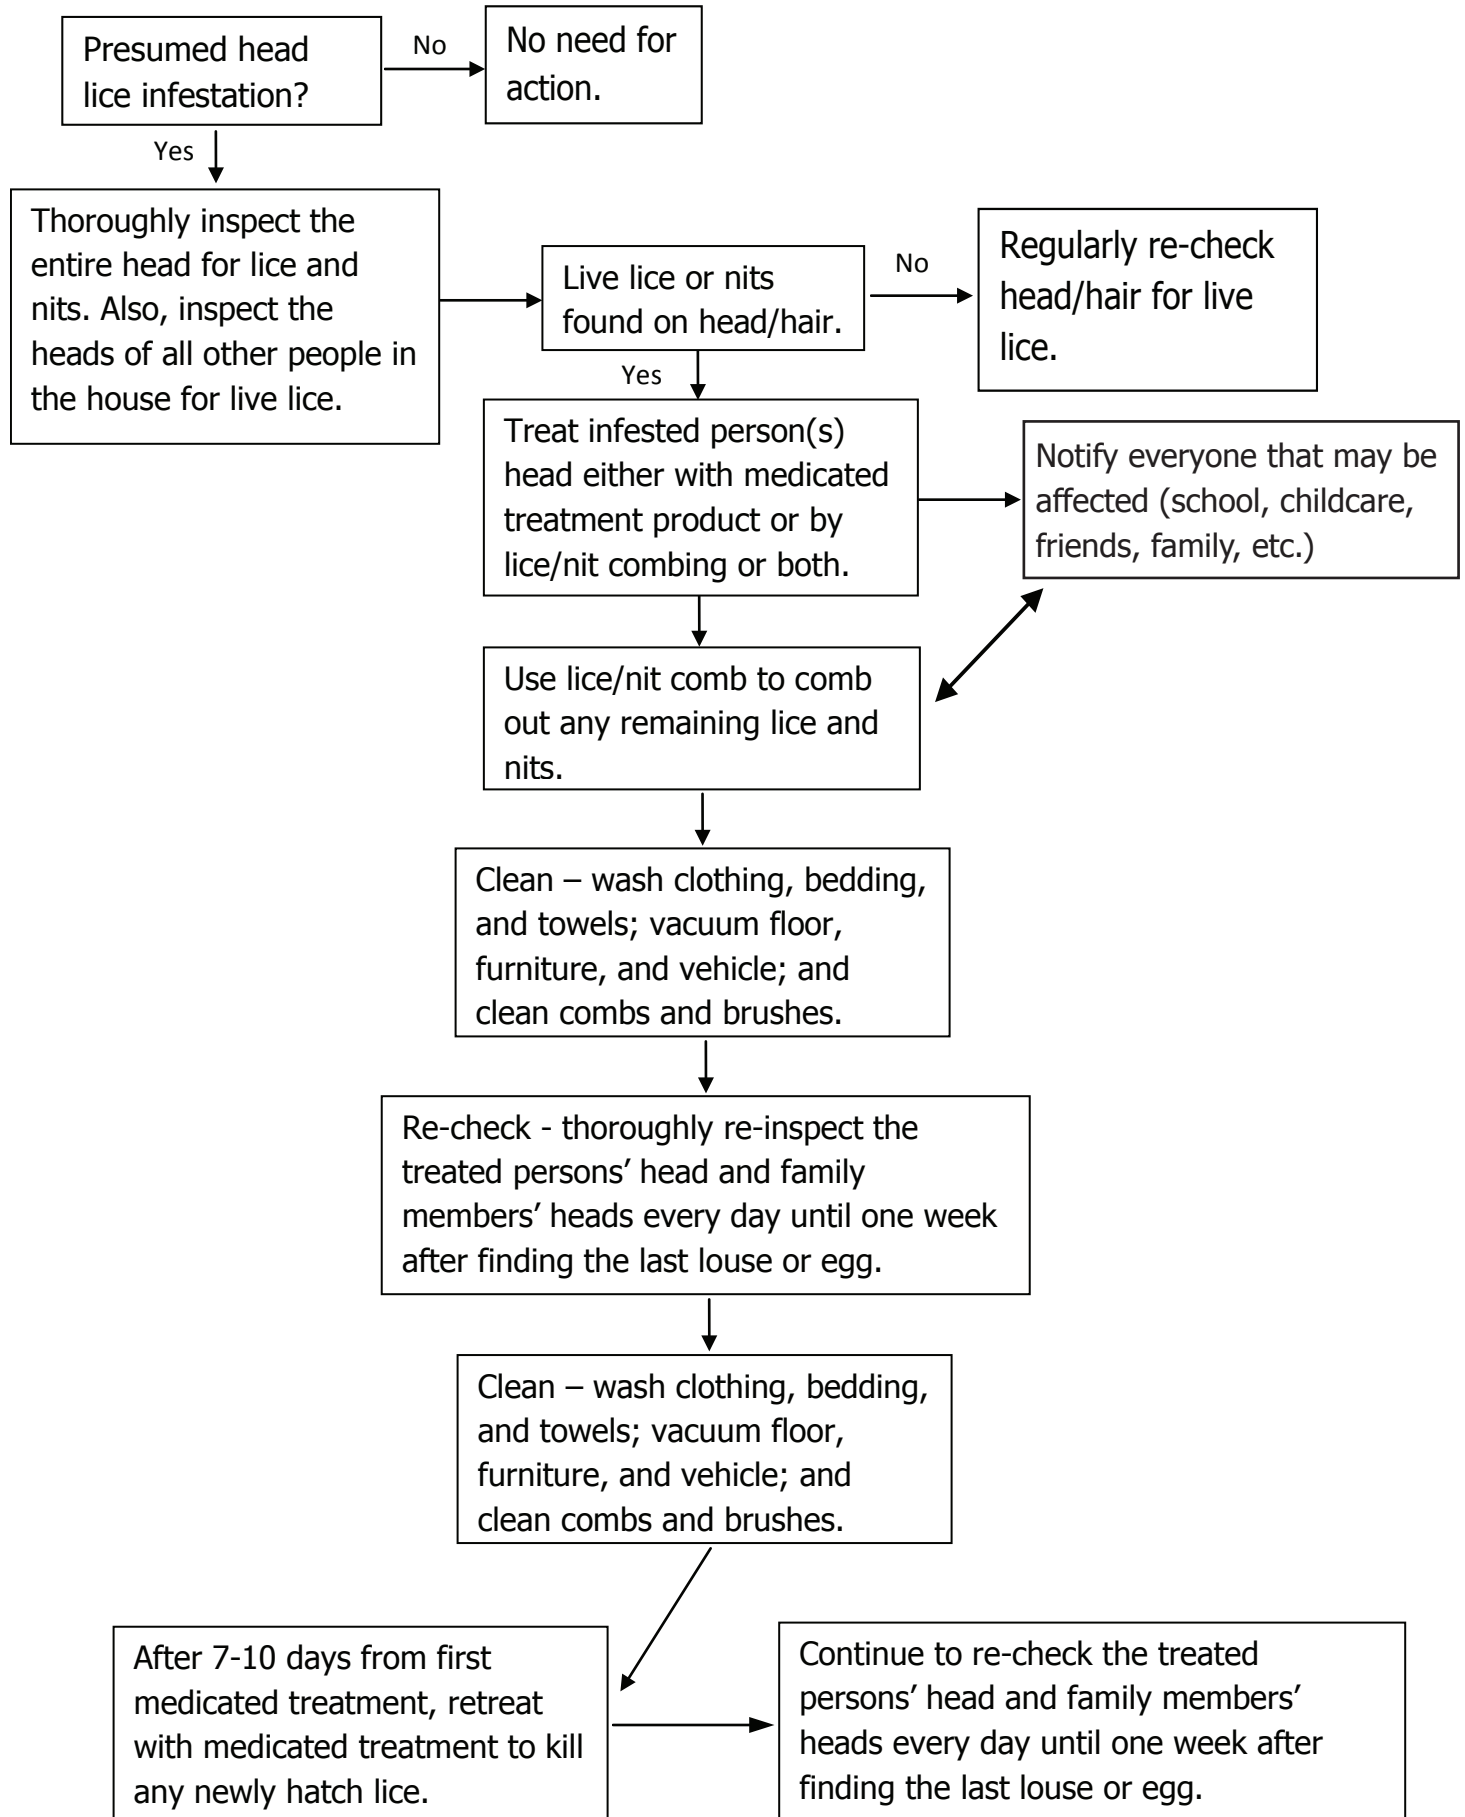 Presumed head
lice infestation?
No
No need for
action.
Yes
Thoroughly inspect the
entire head for lice and
nits. Also, inspect the
heads of all other people in
the house for live lice.
Live lice or nits
found on head/hair.
No
Regularly re-check
head/hair for live
lice.
Yes
Treat infested person(s)
head either with medicated
treatment product or by
lice/nit combing or both.
Notify everyone that may be
affected (school, childcare,
friends, family, etc.)
Use lice/nit comb to comb
out any remaining lice and
nits.
Clean – wash clothing, bedding,
and towels; vacuum floor,
furniture, and vehicle; and
clean combs and brushes.
Re-check - thoroughly re-inspect the
treated persons’ head and family
members’ heads every day until one week
after finding the last louse or egg.
Clean – wash clothing, bedding,
and towels; vacuum floor,
furniture, and vehicle; and
clean combs and brushes.
After 7-10 days from first
medicated treatment, retreat
with medicated treatment to kill
any newly hatch lice.
Continue to re-check the treated
persons’ head and family members’
heads every day until one week after
finding the last louse or egg.